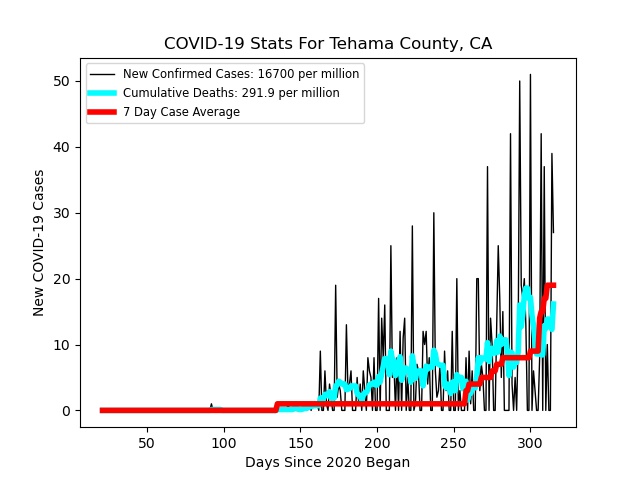 COVID-19 Stats For Tehama County, CA
New Confirmed Cases: 16700 per million
Cumulative Deaths: 291.9 per million
7 Day Case Average
New COVID-19 Cases
50
40
30
20
10
0
50 100 150 200 250 300
Days Since 2020 Began